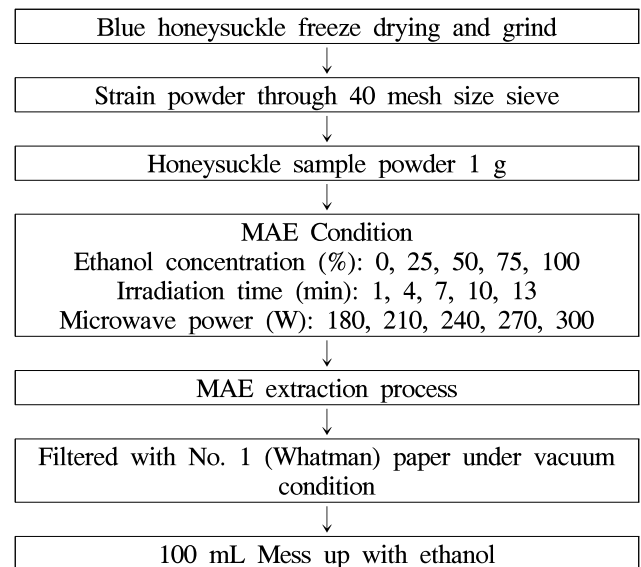 Blue honeysuckle freeze drying and grind
Strain powder through 40 mesh size sieve
Honeysuckle sample powder 1 g
MAE Condition
Ethanol concentration (%): 0, 25, 50, 75, 100
Irradiation time (min): 1, 4, 7, 10, 13
Microwave power (W): 180, 210, 240, 270, 300
MAE extraction process
Filtered with No. 1 (Whatman) paper under vacuum
condition
100 mL Mess up with ethanol